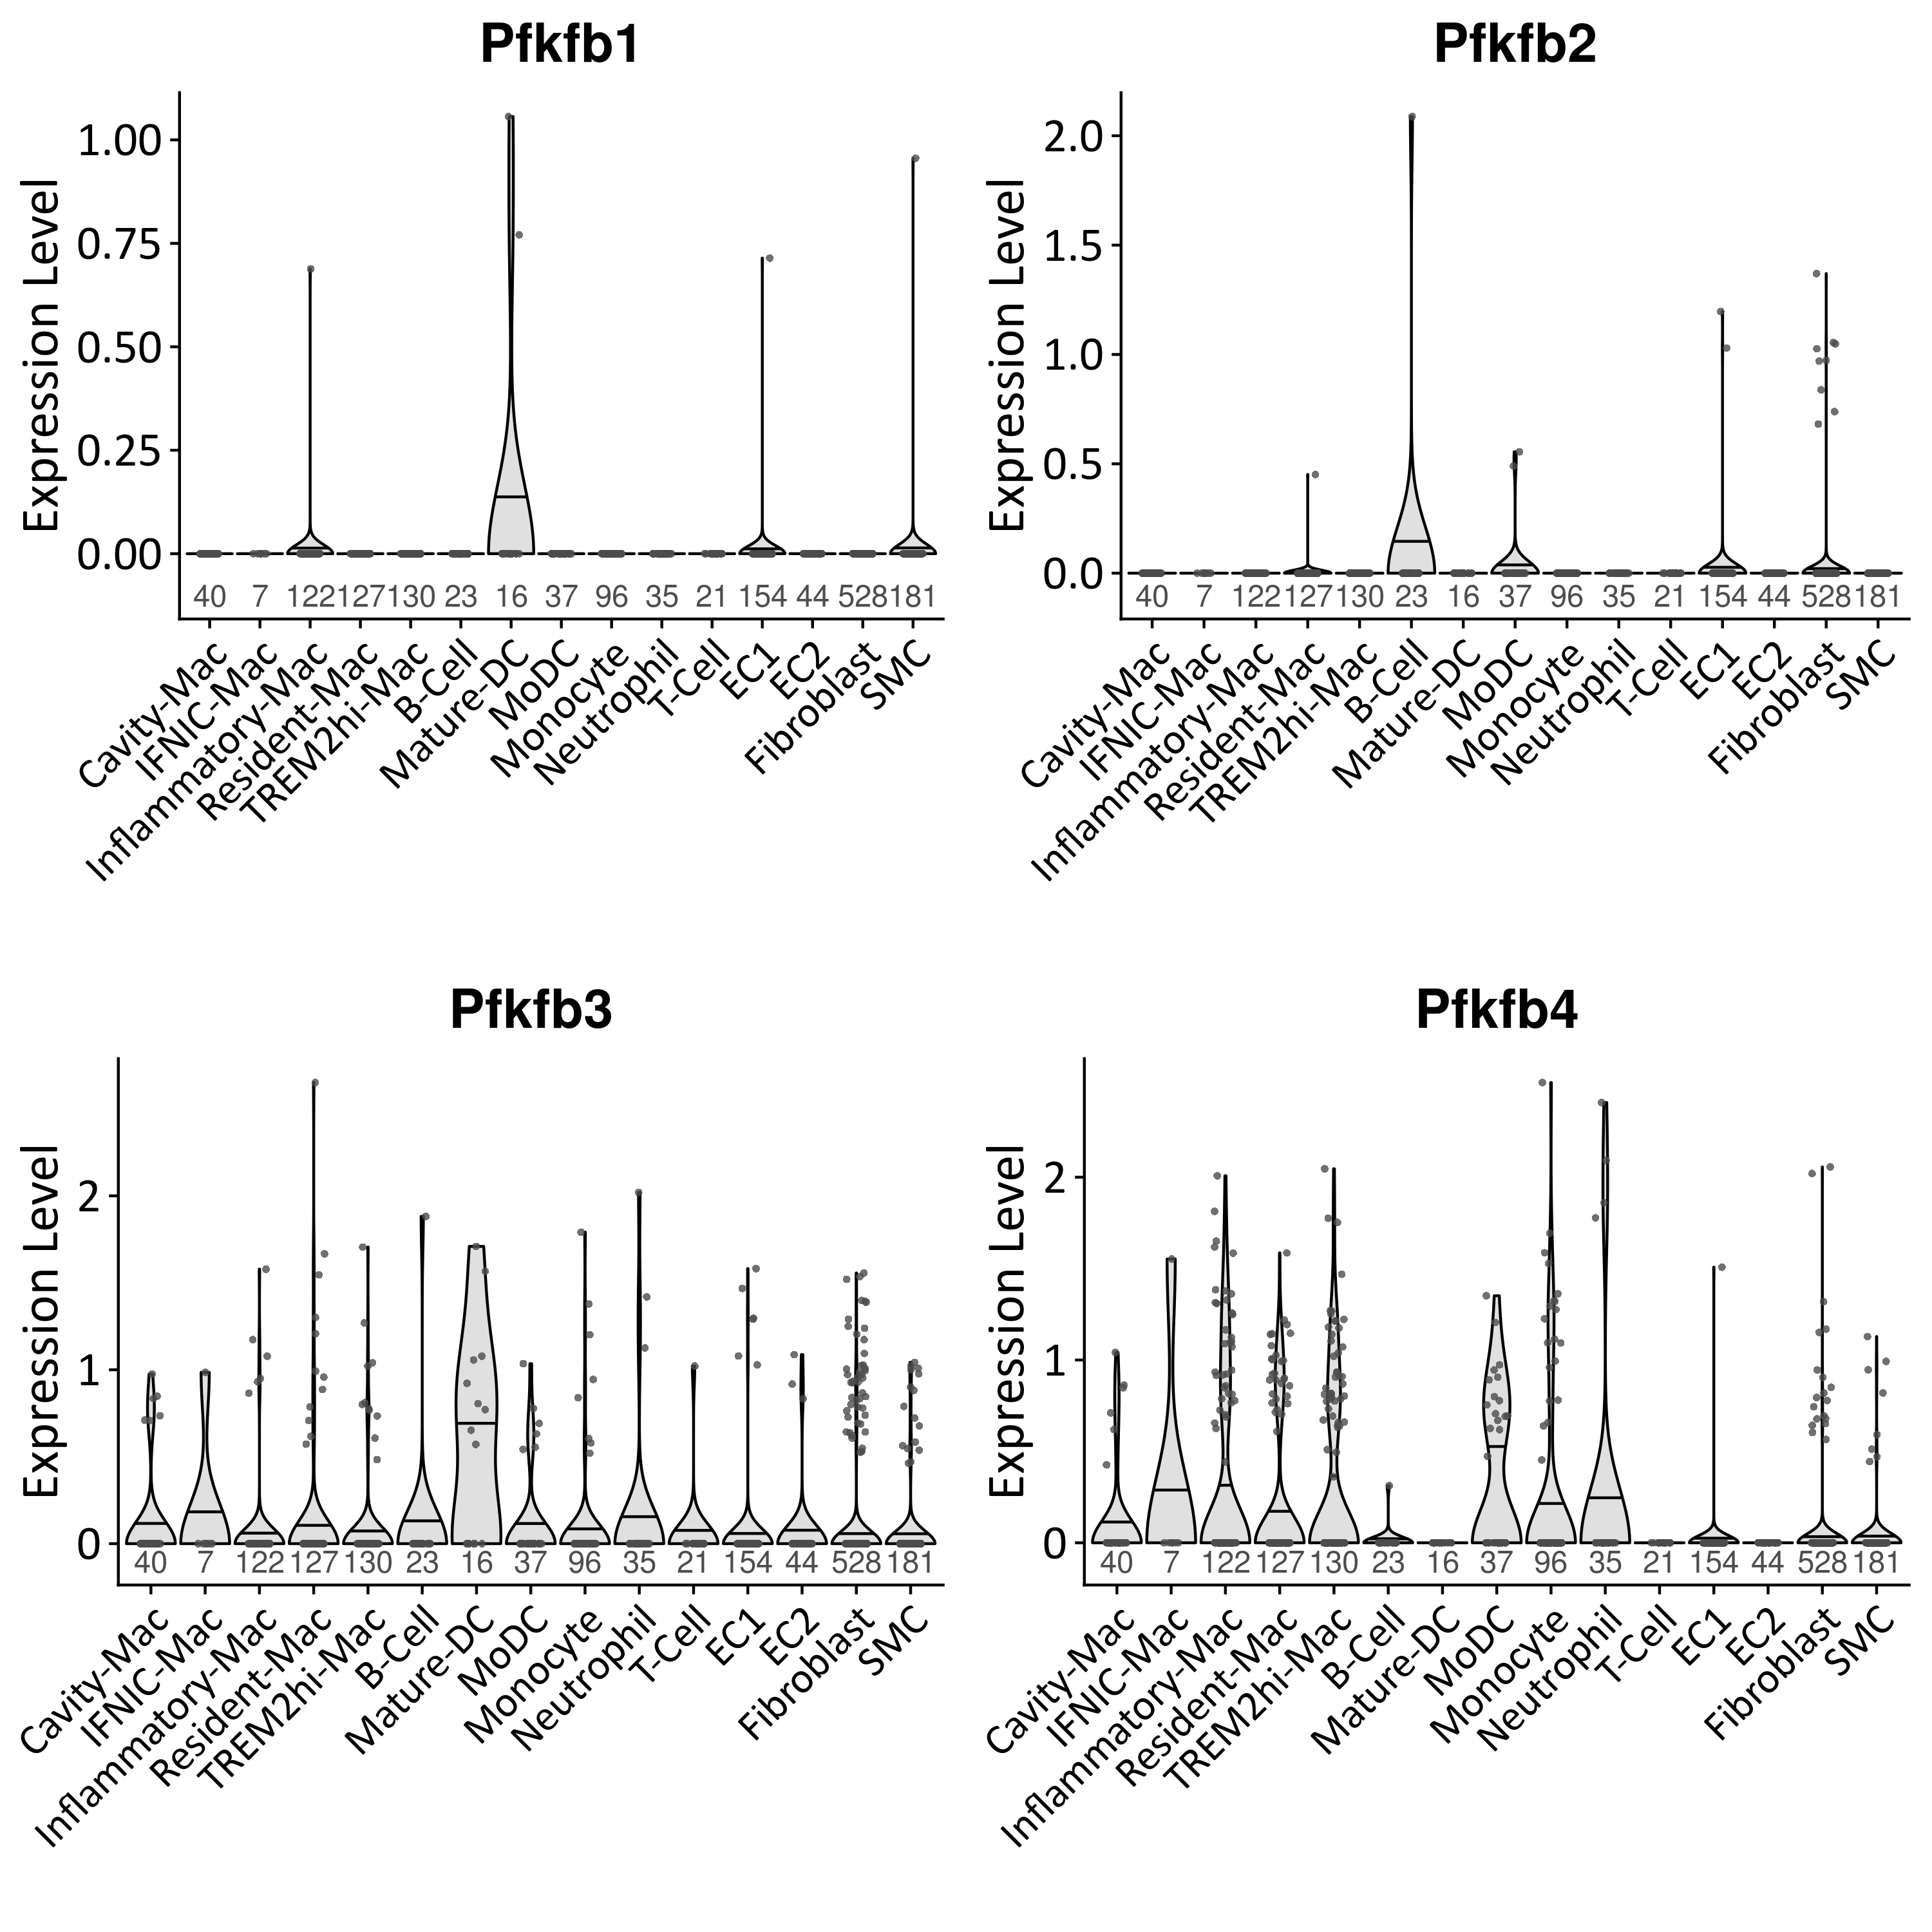 Pfkfb1
Expression Level
1.00
0.75
0.50
0.25
0.00
40 7 122 127 130 23 16 37 96 35 21 154 44 528 181
Cavity-Mac
IFNIC-Mac
Inflammatory-Mac
Resident-Mac
TREM2hi-Mac
B-Cell
Mature-DC
MoDC
Monocyte
Neutrophil
T-Cell
EC1
EC2
Fibroblast
SMC
Pfkfb2
Expression Level
2.0
1.5
1.0
0.5
0.0
40 7 122 127 130 23 16 37 96 35 21 154 44 528 181
Cavity-Mac
IFNIC-Mac
Inflammatory-Mac
Resident-Mac
TREM2hi-Mac
B-Cell
Mature-DC
MoDC
Monocyte
Neutrophil
T-Cell
EC1
EC2
Fibroblast
SMC
Pfkfb3
Expression Level
2
1
0
40 7 122 127 130 23 16 37 96 35 21 154 44 528 181
Cavity-Mac
IFNIC-Mac
Inflammatory-Mac
Resident-Mac
TREM2hi-Mac
B-Cell
Mature-DC
MoDC
Monocyte
Neutrophil
T-Cell
EC1
EC2
Fibroblast
SMC
Pfkfb4
Expression Level
2
1
0
40 7 122 127 130 23 16 37 96 35 21 154 44 528 181
Cavity-Mac
IFNIC-Mac
Inflammatory-Mac
Resident-Mac
TREM2hi-Mac
B-Cell
Mature-DC
MoDC
Monocyte
Neutrophil
T-Cell
EC1
EC2
Fibroblast
SMC